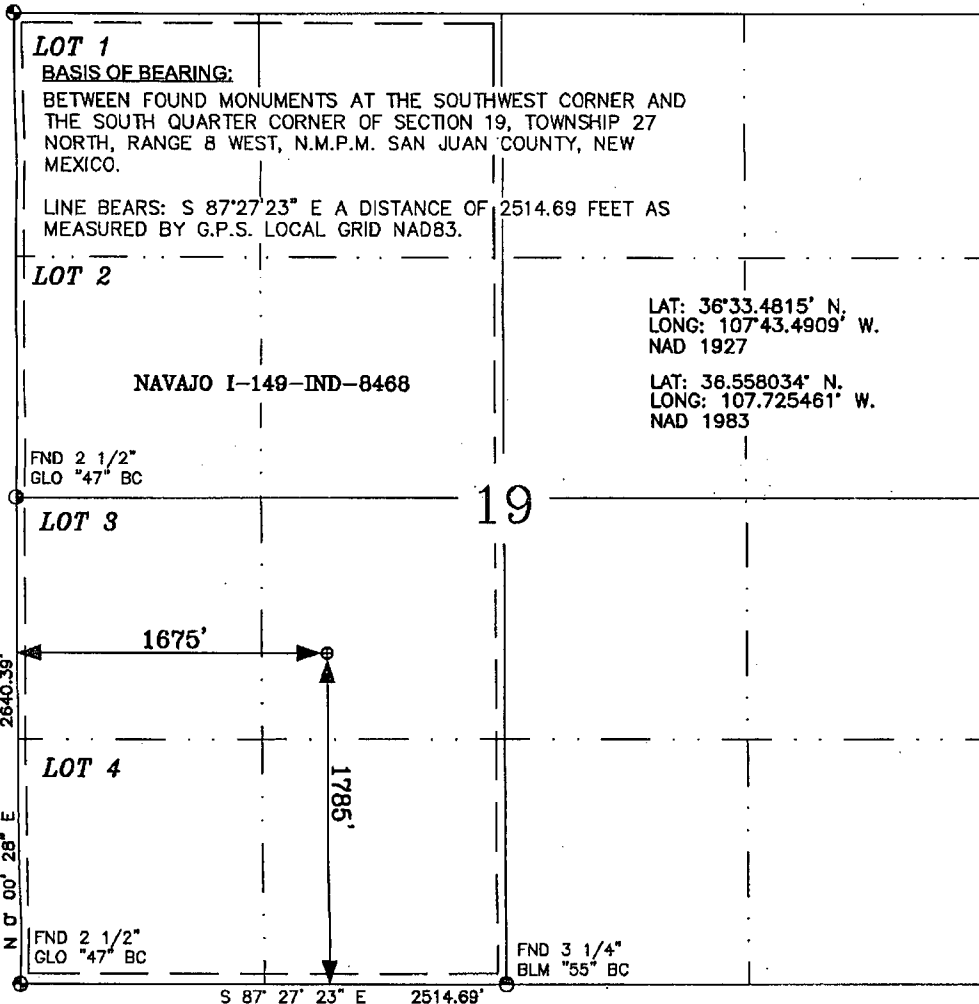 LOT 1
BASIS OF BEARING:
BETWEEN FOUND MONUMENTS AT THE SOUTHWEST CORNER AND
THE SOUTH QUARTER CORNER OF SECTION 19, TOWNSHIP 27
NORTH, RANGE 8 WEST, N.M.P.M. SAN JUAN COUNTY, NEW
MEXICO.
LINE BEARS: S 87°27'23" E A DISTANCE OF 2514.69 FEET AS
MEASURED BY G.P.S. LOCAL GRID NAD83.
LOT 2
LAT: 36°33.4815' N.
LONG: 107°43.4909' W.
NAD 1927
NAVAJO I-149-IND-8468
LAT: 36.558034° N.
LONG: 107.725461° W.
NAD 1983
FND 2 1/2"
GLO "47" BC
19
LOT 3
1675'
2640.39'
LOT 4
1785'
N 0° 00' 28" E
FND 2 1/2"
GLO "47" BC
FND 3 1/4"
BLM "55" BC
S 87° 27' 23" E 2514.69'